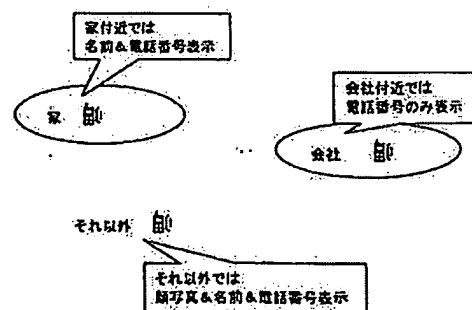 家付近では
名前&電話番号表示
家
会社付近では
電話番号のみ表示
会社
それ以外
それ以外では
顔写真&名前&電話番号表示